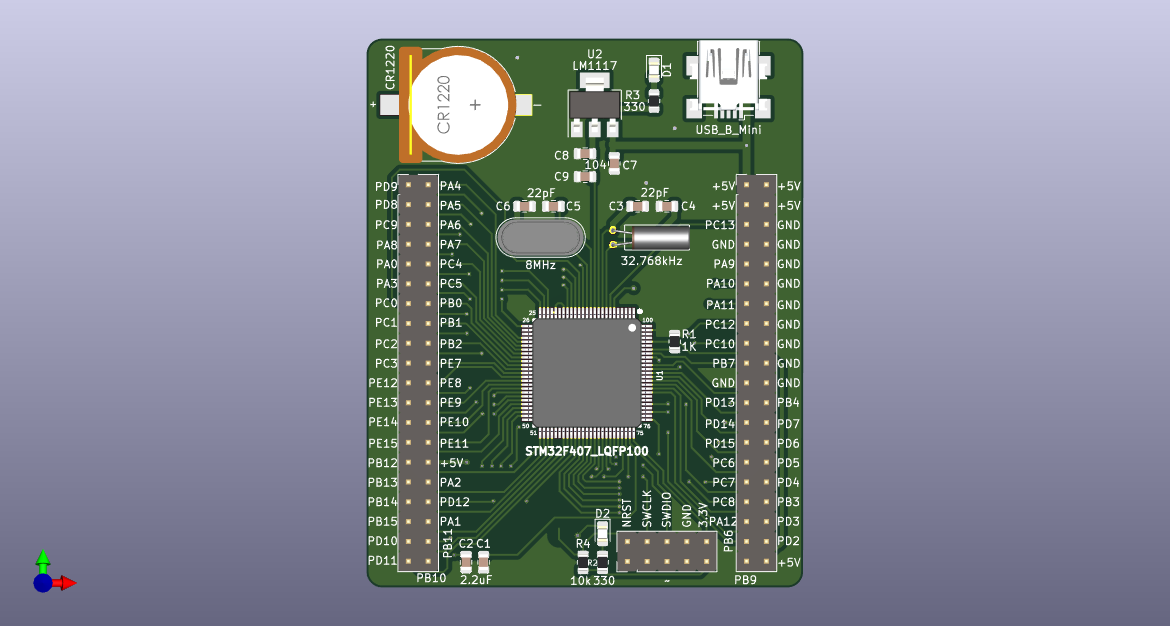 CR1220
+
CR1220
+
−
U2
LM1117
D1
R3
330
USB_B_Mini
C8
104
C7
C9
22pF
C6
C5
22pF
C3
C4
8MHz
32.768kHz
PD9 PA4
PD8 PA5
PC9 PA6
PA8 PA7
PA0 PC4
PA3 PC5
PC0 PB0
PC1 PB1
PC2 PB2
PC3 PE7
PE12 PE8
PE13 PE9
PE14 PE10
PE15 PE11
PB12 +5V
PB13 PA2
PB14 PD12
PB15 PA1
PD10 PB11
PD11 PB10
+5V +5V
+5V +5V
PC13 GND
GND GND
PA9 GND
PA10 GND
PA11 GND
PC12 GND
PC10 GND
PB7 GND
GND GND
PD13 PB4
PD14 PD7
PD15 PD6
PC6 PD5
PC7 PD4
PC8 PB3
PA12 PD3
PB6 PD2
PB9 +5V
25
26
100
R1
1K
U1
50
51
76
75
STM32F407_LQFP100
NRST
SWCLK
SWDIO
GND
3.3V
D2
R4
R2
10k
330
C2 C1
2.2uF
~